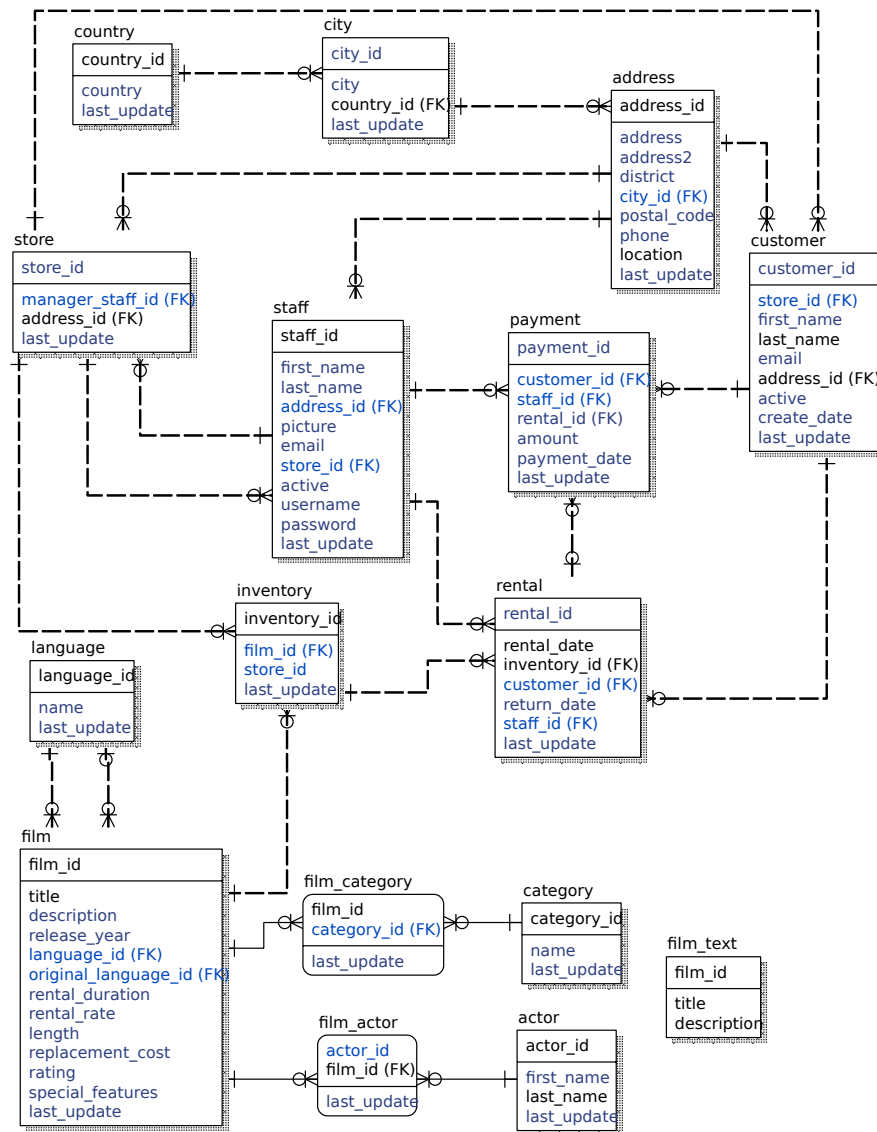 country
country_id
country
last_update
city
city_id
city
country_id (FK)
last_update
address
address_id
address
address2
district
city_id (FK)
postal_code
phone
location
last_update
store
store_id
manager_staff_id (FK)
address_id (FK)
last_update
customer
customer_id
store_id (FK)
first_name
last_name
email
address_id (FK)
active
create_date
last_update
staff
staff_id
first_name
last_name
address_id (FK)
picture
email
store_id (FK)
active
username
password
last_update
payment
payment_id
customer_id (FK)
staff_id (FK)
rental_id (FK)
amount
payment_date
last_update
inventory
inventory_id
film_id (FK)
store_id
last_update
rental
rental_id
rental_date
inventory_id (FK)
customer_id (FK)
return_date
staff_id (FK)
last_update
language
language_id
name
last_update
film
film_id
title
description
release_year
language_id (FK)
original_language_id (FK)
rental_duration
rental_rate
length
replacement_cost
rating
special_features
last_update
film_category
film_id
category_id (FK)
last_update
category
category_id
name
last_update
film_text
film_id
title
description
film_actor
actor_id
film_id (FK)
last_update
actor
actor_id
first_name
last_name
last_update